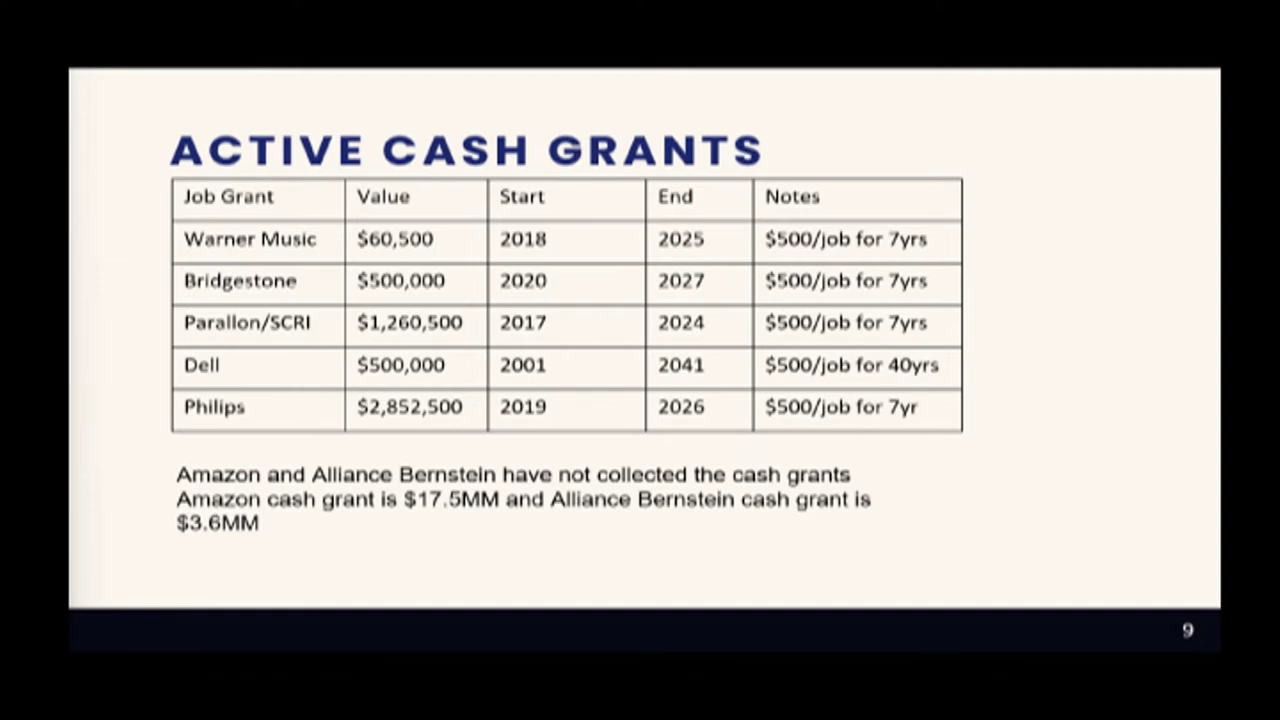 ACTIVE CASH GRANTS
Job Grant Value Start End Notes
Warner Music $60,500 2018 2025 $500/job for 7yrs
Bridgestone $500,000 2020 2027 $500/job for 7yrs
Parallon/SCRI $1,260,500 2017 2024 $500/job for 7yrs
Dell $500,000 2001 2041 $500/job for 40yrs
Philips $2,852,500 2019 2026 $500/job for 7yr
Amazon and Alliance Bernstein have not collected the cash grants
Amazon cash grant is $17.5MM and Alliance Bernstein cash grant is
$3.6MM
9